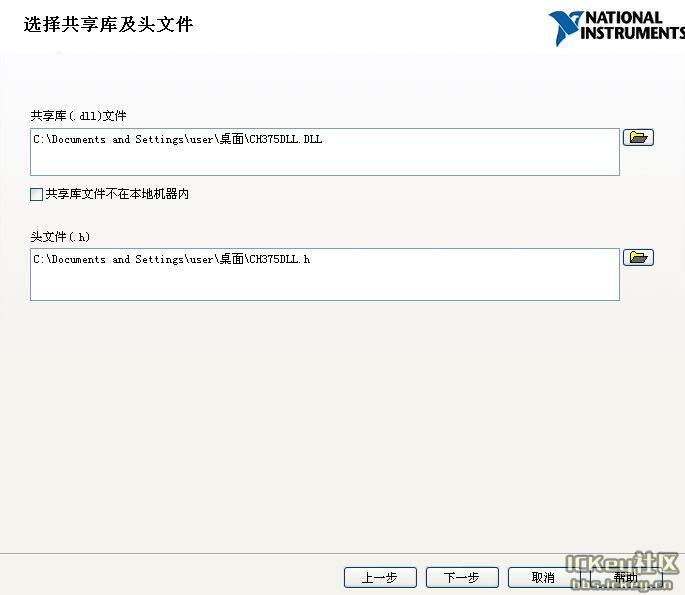 选择共享库及头文件
NATIONAL
INSTRUMENTS
共享库(.dll)文件
C:\Documents and Settings\user\桌面\CH375DLL.DLL
共享库文件不在本地机器内
头文件(.h)
C:\Documents and Settings\user\桌面\CH375DLL.h
上一步
下一步
取消
帮助
ICKey社区
bbs.ickey.cn